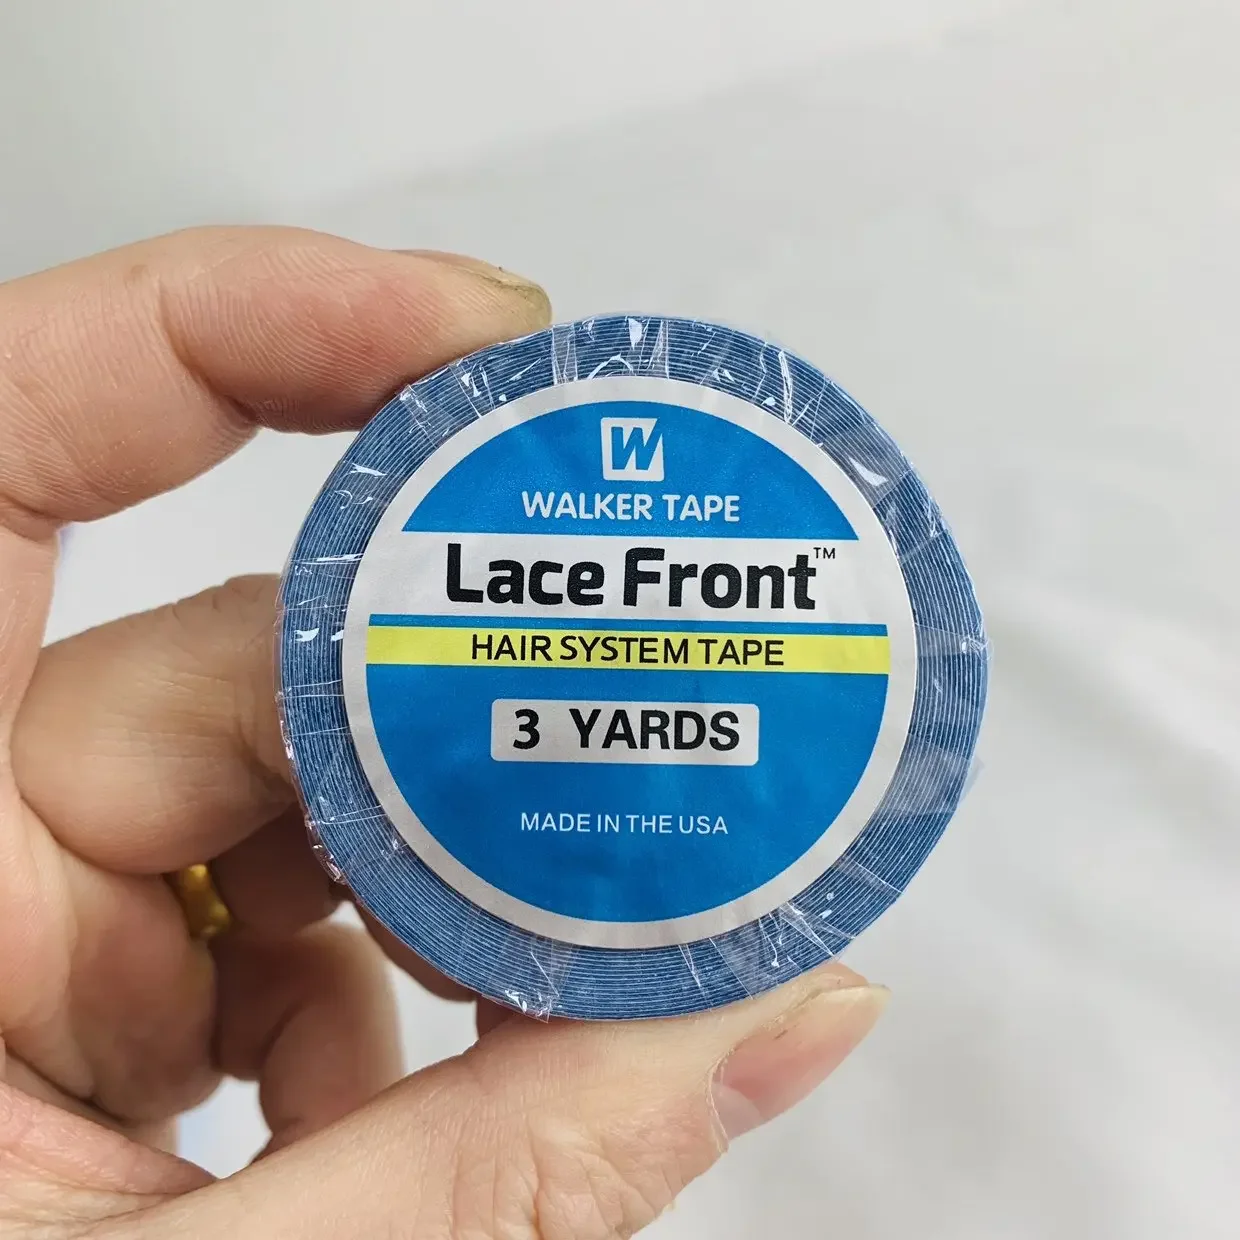 W
WALKER TAPE
Lace Front™
HAIR SYSTEM TAPE
3 YARDS
MADE IN THE USA